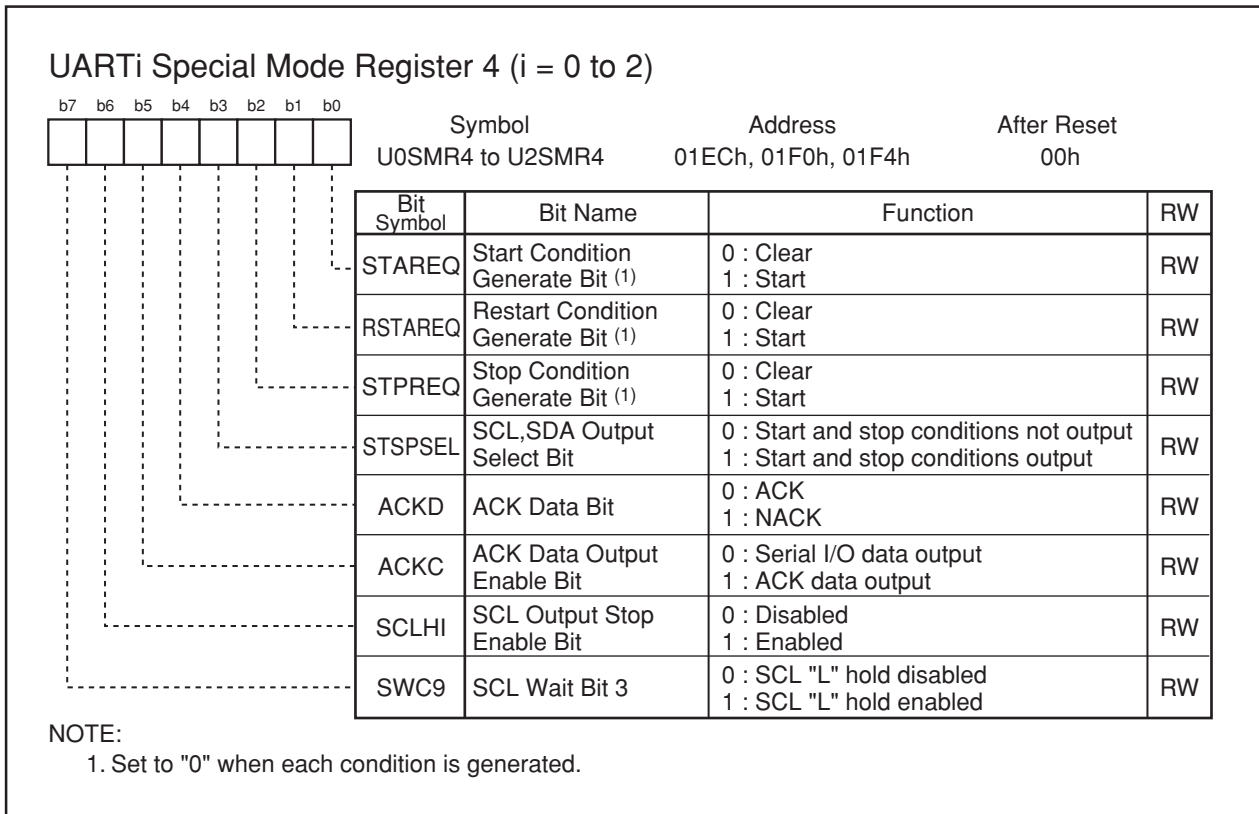 UARTi Special Mode Register 4 (i = 0 to 2)
b7 b6 b5 b4 b3 b2 b1 b0
Symbol Address After Reset
U0SMR4 to U2SMR4 01ECh, 01F0h, 01F4h 00h
Bit Symbol Bit Name Function RW
STAREQ Start Condition Generate Bit (1) 0 : Clear 1 : Start RW
RSTAREQ Restart Condition Generate Bit (1) 0 : Clear 1 : Start RW
STPREQ Stop Condition Generate Bit (1) 0 : Clear 1 : Start RW
STSPSEL SCL,SDA Output Select Bit 0 : Start and stop conditions not output 1 : Start and stop conditions output RW
ACKD ACK Data Bit 0 : ACK 1 : NACK RW
ACKC ACK Data Output Enable Bit 0 : Serial I/O data output 1 : ACK data output RW
SCLHI SCL Output Stop Enable Bit 0 : Disabled 1 : Enabled RW
SWC9 SCL Wait Bit 3 0 : SCL "L" hold disabled 1 : SCL "L" hold enabled RW
NOTE:
1. Set to "0" when each condition is generated.